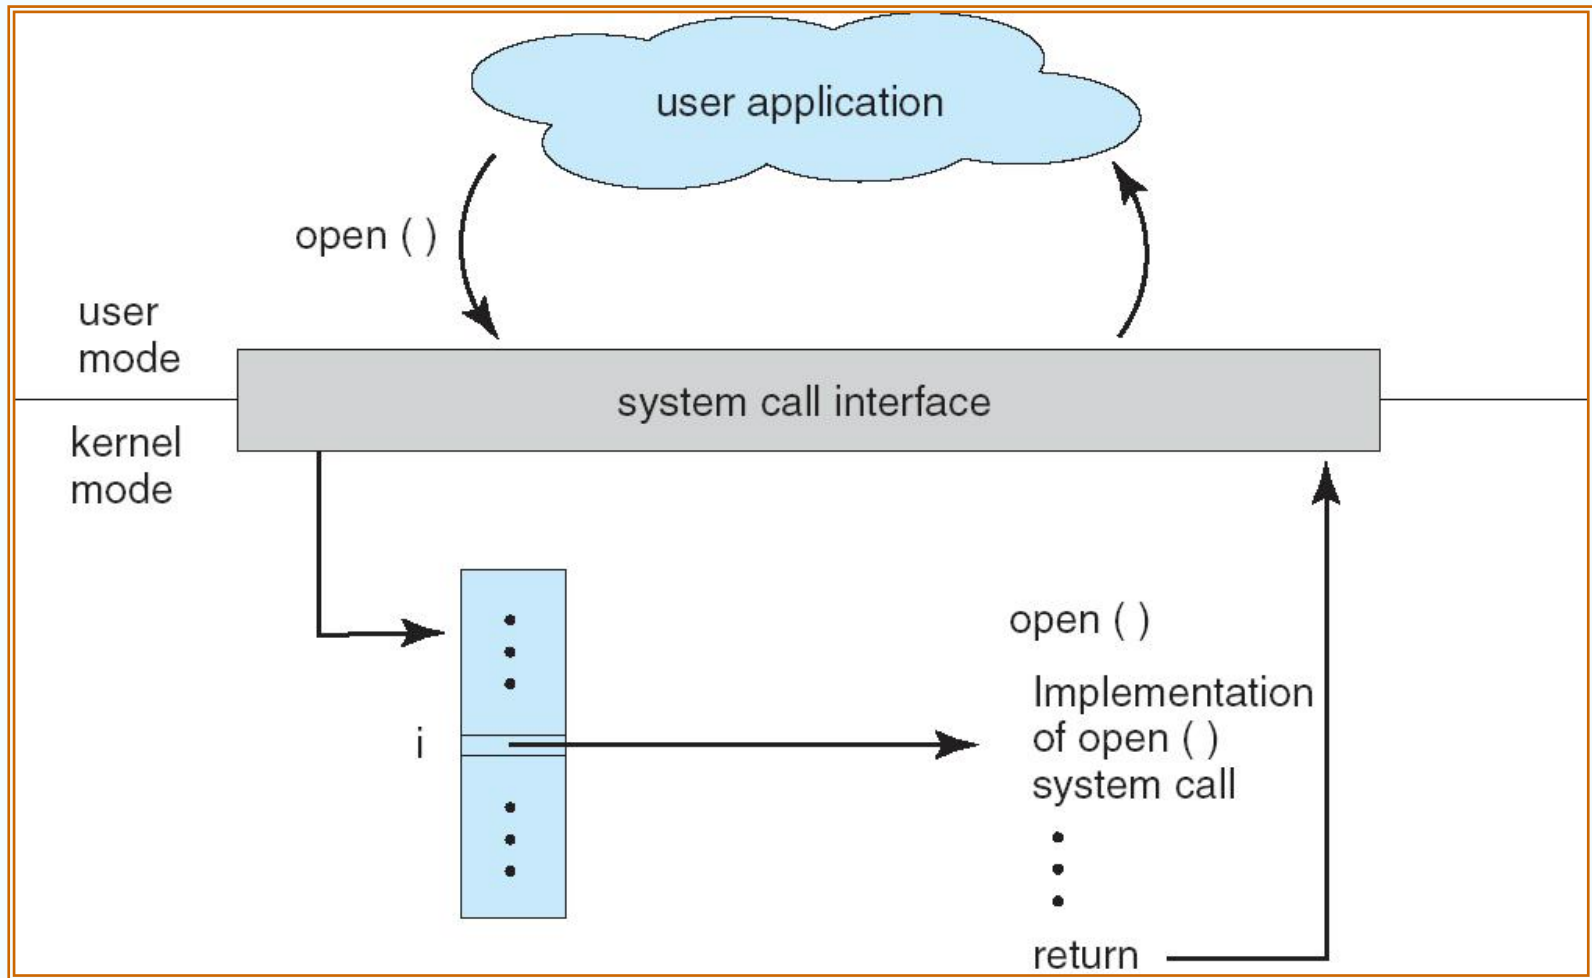 user application
open ( )
user
mode
system call interface
kernel
mode
open ( )
Implementation
of open ( )
system call
i
return